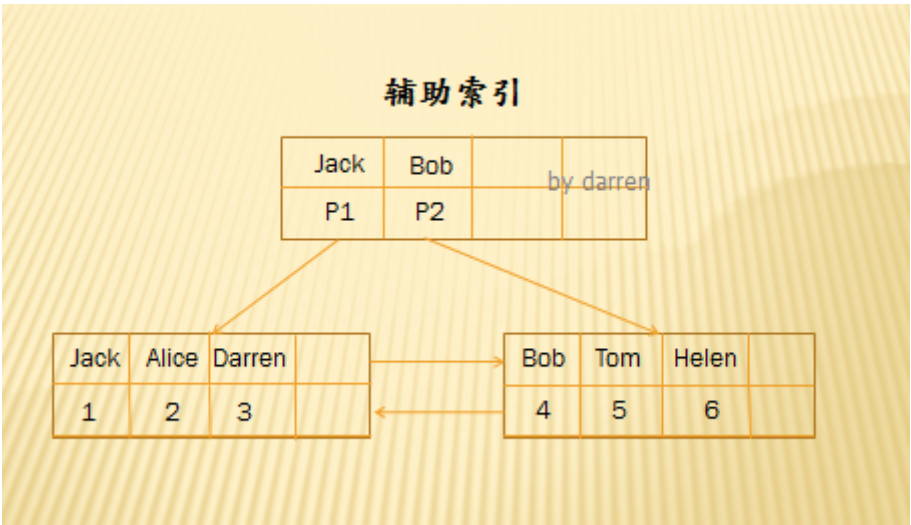 辅助索引
Jack Bob
by darren
P1 P2
Jack Alice Darren Bob Tom Helen
1 2 3 4 5 6